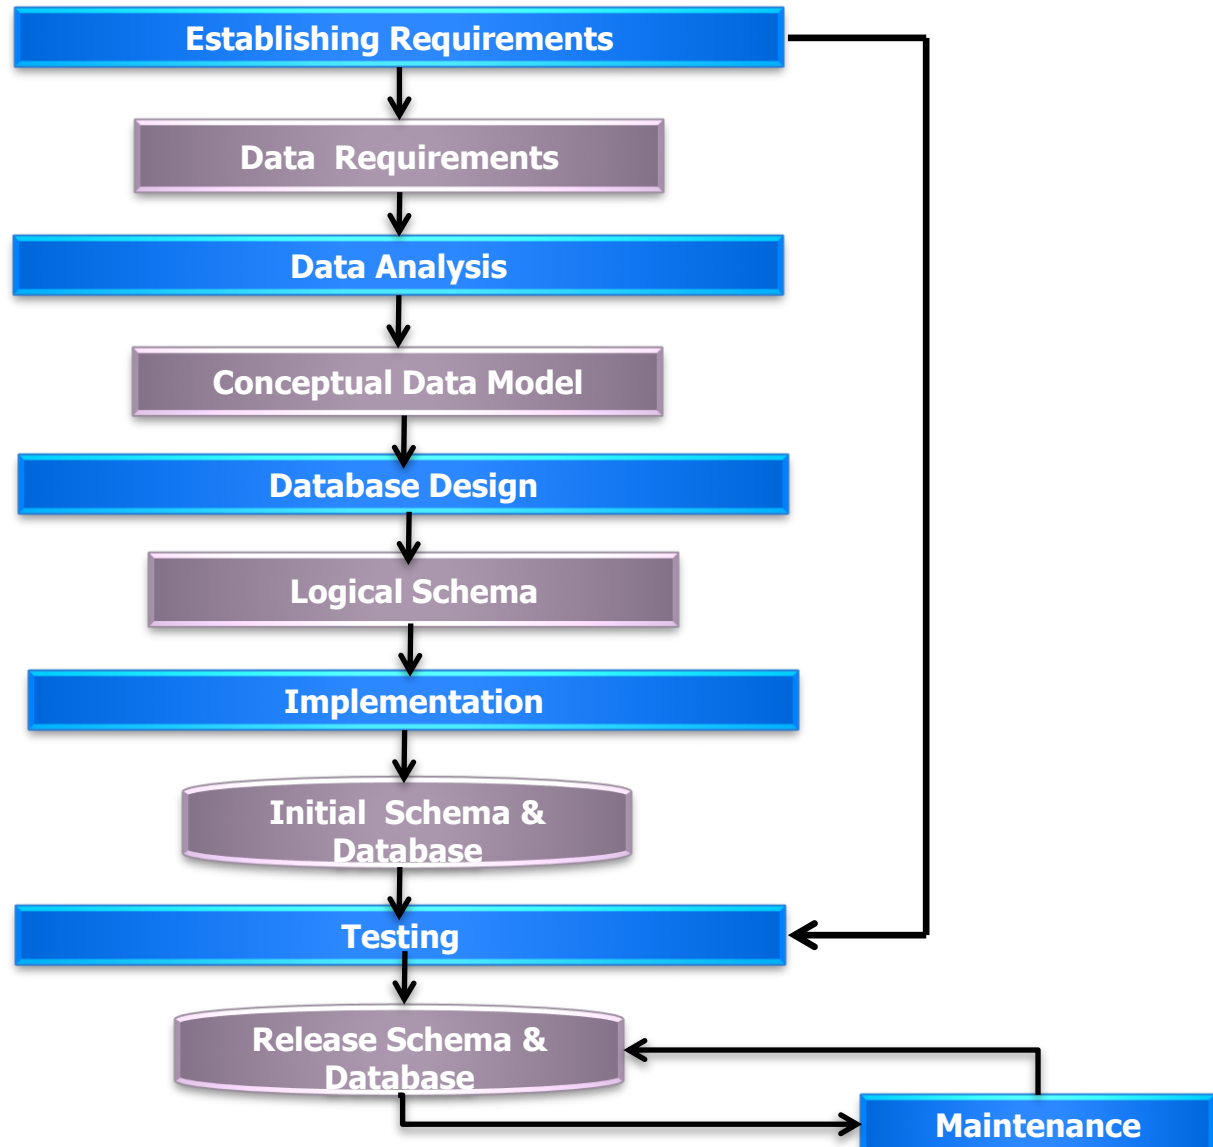 Establishing Requirements
Data Requirements
Data Analysis
Conceptual Data Model
Database Design
Logical Schema
Implementation
Initial Schema &
Database
Testing
Release Schema &
Database
Maintenance